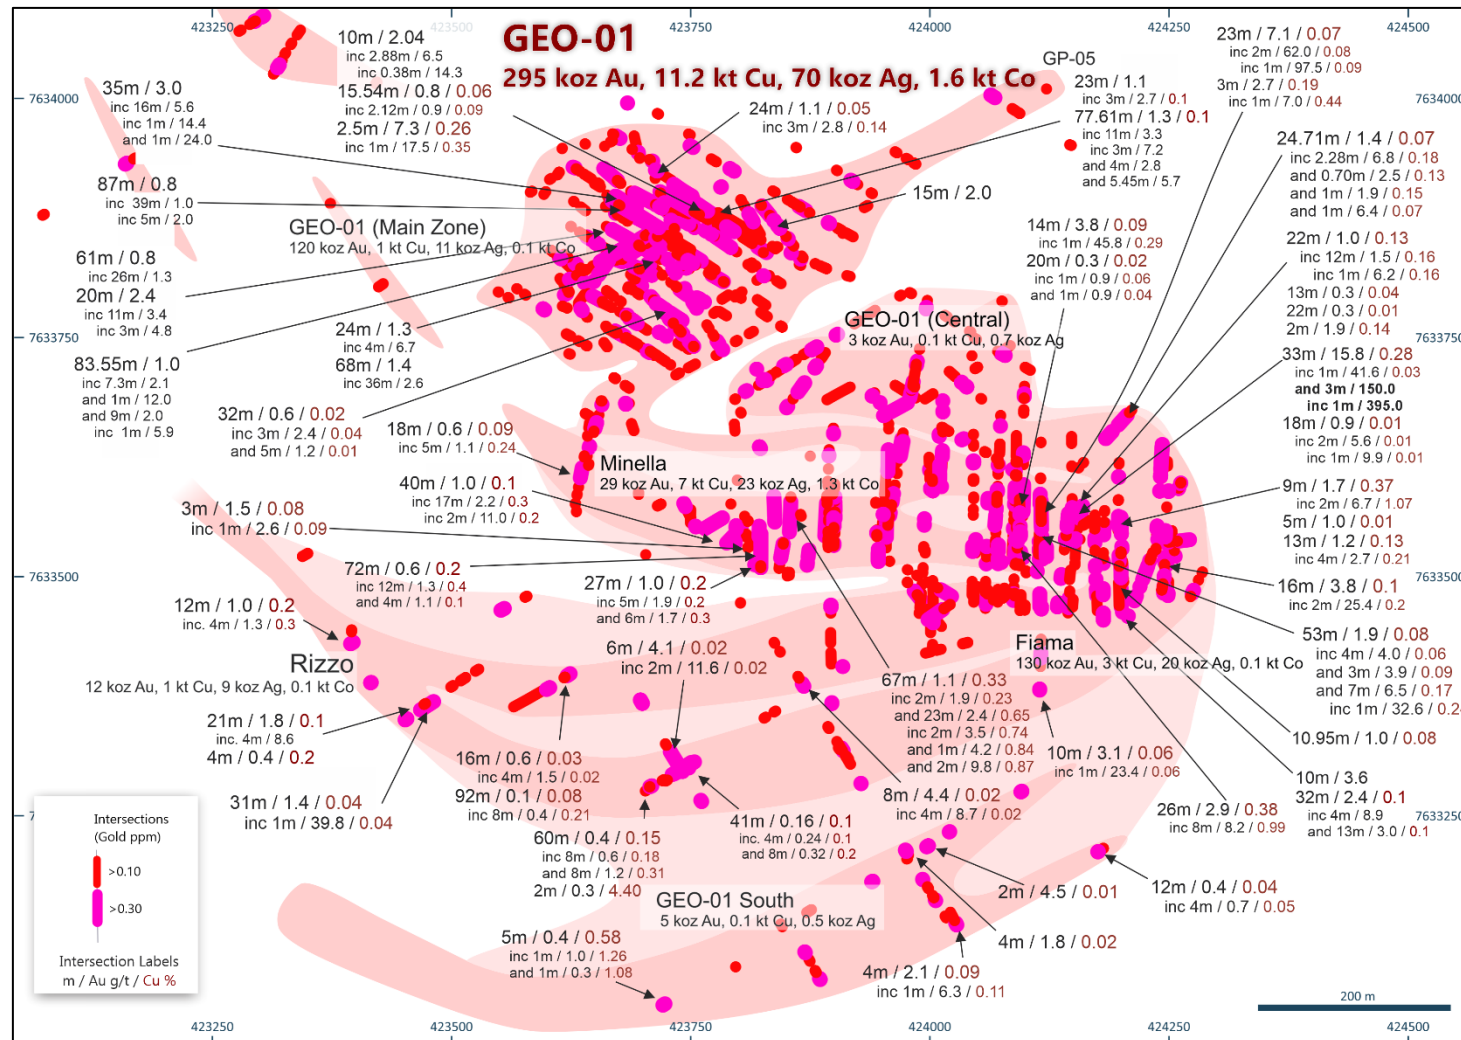 423250
423500
423750
424000
424250
424500
GEO-01
295 koz Au, 11.2 kt Cu, 70 koz Ag, 1.6 kt Co
7634000
7634000
10m / 2.04
inc 2.88m / 6.5
inc 0.38m / 14.3
15.54m / 0.8 / 0.06
inc 2.12m / 0.9 / 0.09
2.5m / 7.3 / 0.26
inc 1m / 17.5 / 0.35
35m / 3.0
inc 16m / 5.6
inc 1m / 14.4
and 1m / 24.0
87m / 0.8
inc 39m / 1.0
inc 5m / 2.0
24m / 1.1 / 0.05
inc 3m / 2.8 / 0.14
GP-05
23m / 1.1
inc 3m / 2.7 / 0.1
77.61m / 1.3 / 0.1
inc 11m / 3.3
inc 3m / 7.2
and 4m / 2.8
and 5.45m / 5.7
23m / 7.1 / 0.07
inc 2m / 62.0 / 0.08
inc 1m / 97.5 / 0.09
3m / 2.7 / 0.19
inc 1m / 7.0 / 0.44
24.71m / 1.4 / 0.07
inc 2.28m / 6.8 / 0.18
and 0.70m / 2.5 / 0.13
and 1m / 1.9 / 0.15
and 1m / 6.4 / 0.07
15m / 2.0
GEO-01 (Main Zone)
120 koz Au, 1 kt Cu, 11 koz Ag, 0.1 kt Co
14m / 3.8 / 0.09
inc 1m / 45.8 / 0.29
20m / 0.3 / 0.02
inc 1m / 0.9 / 0.06
and 1m / 0.9 / 0.04
22m / 1.0 / 0.13
inc 12m / 1.5 / 0.16
inc 1m / 6.2 / 0.16
13m / 0.3 / 0.04
22m / 0.3 / 0.01
2m / 1.9 / 0.14
61m / 0.8
inc 26m / 1.3
20m / 2.4
inc 11m / 3.4
inc 3m / 4.8
7633750
7633750
24m / 1.3
inc 4m / 6.7
68m / 1.4
inc 36m / 2.6
GEO-01 (Central)
3 koz Au, 0.1 kt Cu, 0.7 koz Ag
33m / 15.8 / 0.28
inc 1m / 41.6 / 0.03
and 3m / 150.0
inc 1m / 395.0
18m / 0.9 / 0.01
inc 2m / 5.6 / 0.01
inc 1m / 9.9 / 0.01
83.55m / 1.0
inc 7.3m / 2.1
and 1m / 12.0
and 9m / 2.0
inc 1m / 5.9
32m / 0.6 / 0.02
inc 3m / 2.4 / 0.04
and 5m / 1.2 / 0.01
18m / 0.6 / 0.09
inc 5m / 1.1 / 0.24
Minella
29 koz Au, 7 kt Cu, 23 koz Ag, 1.3 kt Co
40m / 1.0 / 0.1
inc 17m / 2.2 / 0.3
inc 2m / 11.0 / 0.2
9m / 1.7 / 0.37
inc 2m / 6.7 / 1.07
5m / 1.0 / 0.01
13m / 1.2 / 0.13
inc 4m / 2.7 / 0.21
3m / 1.5 / 0.08
inc 1m / 2.6 / 0.09
7633500
7633500
72m / 0.6 / 0.2
inc 12m / 1.3 / 0.4
and 4m / 1.1 / 0.1
27m / 1.0 / 0.2
inc 5m / 1.9 / 0.2
and 6m / 1.7 / 0.3
16m / 3.8 / 0.1
inc 2m / 25.4 / 0.2
12m / 1.0 / 0.2
inc. 4m / 1.3 / 0.3
Rizzo
12 koz Au, 1 kt Cu, 9 koz Ag, 0.1 kt Co
6m / 4.1 / 0.02
inc 2m / 11.6 / 0.02
Fiama
130 koz Au, 3 kt Cu, 20 koz Ag, 0.1 kt Co
53m / 1.9 / 0.08
inc 4m / 4.0 / 0.06
and 3m / 3.9 / 0.09
and 7m / 6.5 / 0.17
inc 1m / 32.6 / 0.24
67m / 1.1 / 0.33
inc 2m / 1.9 / 0.23
and 23m / 2.4 / 0.65
inc 2m / 3.5 / 0.74
and 1m / 4.2 / 0.84
and 2m / 9.8 / 0.87
21m / 1.8 / 0.1
inc. 4m / 8.6
4m / 0.4 / 0.2
10.95m / 1.0 / 0.08
10m / 3.1 / 0.06
inc 1m / 23.4 / 0.06
16m / 0.6 / 0.03
inc 4m / 1.5 / 0.02
92m / 0.1 / 0.08
inc 8m / 0.4 / 0.21
10m / 3.6
32m / 2.4 / 0.1
inc 4m / 8.9
and 13m / 3.0 / 0.1
31m / 1.4 / 0.04
inc 1m / 39.8 / 0.04
8m / 4.4 / 0.02
inc 4m / 8.7 / 0.02
26m / 2.9 / 0.38
inc 8m / 8.2 / 0.99
7633250
41m / 0.16 / 0.1
inc. 4m / 0.24 / 0.1
and 8m / 0.32 / 0.2
60m / 0.4 / 0.15
inc 8m / 0.6 / 0.18
and 8m / 1.2 / 0.31
2m / 0.3 / 4.40
Intersections
(Gold ppm)
>0.10
>0.30
Intersection Labels
m / Au g/t / Cu %
GEO-01 South
5 koz Au, 0.1 kt Cu, 0.5 koz Ag
2m / 4.5 / 0.01
12m / 0.4 / 0.04
inc 4m / 0.7 / 0.05
5m / 0.4 / 0.58
inc 1m / 1.0 / 1.26
and 1m / 0.3 / 1.08
4m / 1.8 / 0.02
4m / 2.1 / 0.09
inc 1m / 6.3 / 0.11
200 m
423250
423500
423750
424000
424250
424500